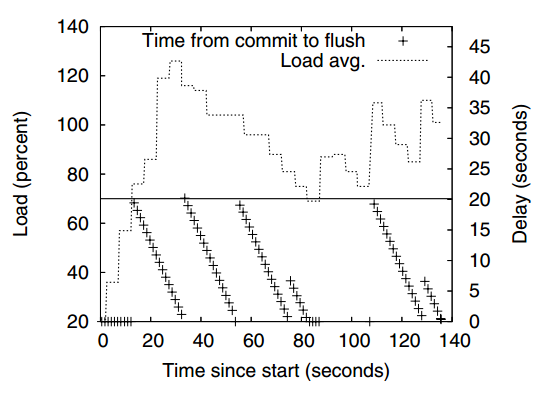 140
120
100
80
60
40
20
Load (percent)
Time from commit to flush
Load avg.
45
40
35
30
25
20
15
10
5
0
Delay (seconds)
0 20 40 60 80 100 120 140
Time since start (seconds)